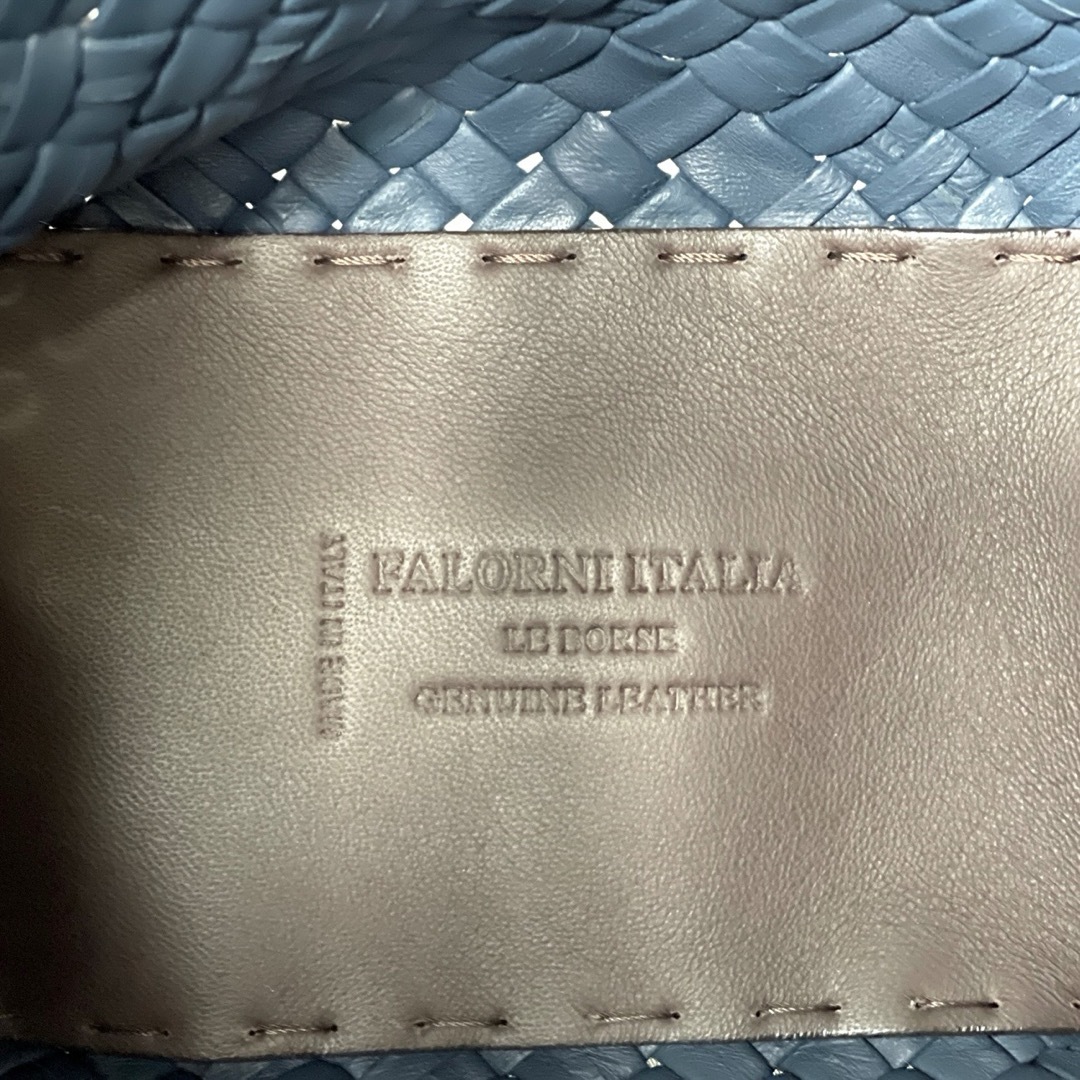 MADE IN ITALY
FALORNI ITALIA
LE BORSE
GENUINE LEATHER